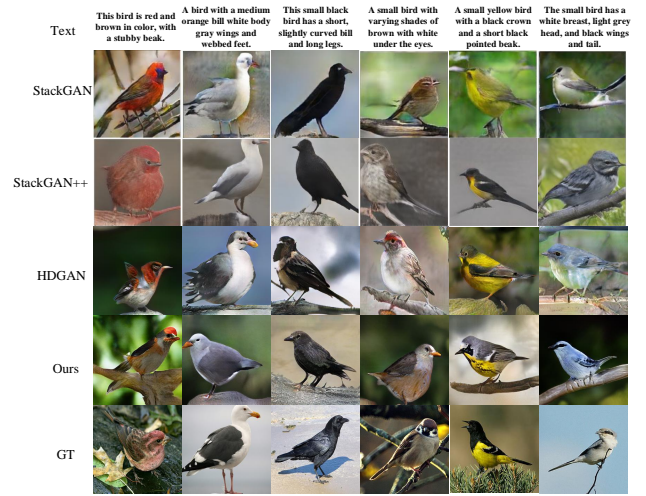 Text
This bird is red and
brown in color, with
a stubby beak.
A bird with a medium
orange bill white body
gray wings and
webbed feet.
This small black
bird has a short,
slightly curved bill
and long legs.
A small bird with
varying shades of
brown with white
under the eyes.
A small yellow bird
with a black crown
and a short black
pointed beak.
The small bird has a
white breast, light grey
head, and black wings
and tail.
StackGAN
StackGAN++
HDGAN
Ours
GT